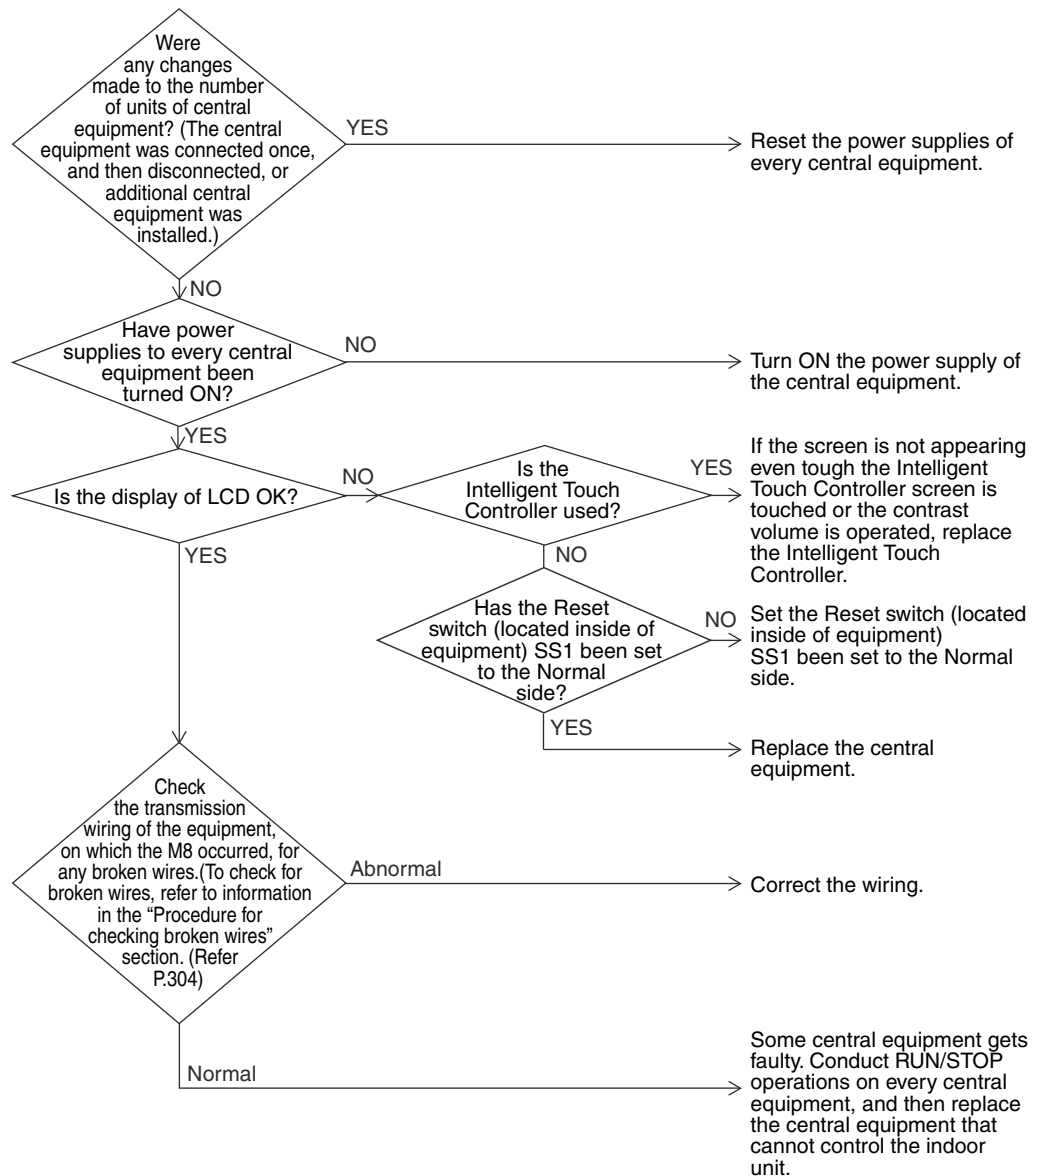 Were
any changes
made to the number
of units of central
equipment? (The central
equipment was connected once,
and then disconnected, or
additional central
equipment was
installed.)
YES
Reset the power supplies of
every central equipment.
NO
Have power
supplies to every central
equipment been
turned ON?
NO
Turn ON the power supply of
the central equipment.
YES
Is the display of LCD OK?
NO
Is the
Intelligent Touch
Controller used?
YES
If the screen is not appearing
even tough the Intelligent
Touch Controller screen is
touched or the contrast
volume is operated, replace
the Intelligent Touch
Controller.
YES
NO
Has the Reset
switch (located inside of
equipment) SS1 been set
to the Normal
side?
NO
Set the Reset switch (located
inside of equipment)
SS1 been set to the Normal
side.
YES
Replace the central
equipment.
Check
the transmission
wiring of the equipment,
on which the M8 occurred, for
any broken wires.(To check for
broken wires, refer to information
in the “Procedure for
checking broken wires”
section. (Refer
P.304)
Abnormal
Correct the wiring.
Normal
Some central equipment gets
faulty. Conduct RUN/STOP
operations on every central
equipment, and then replace
the central equipment that
cannot control the indoor
unit.